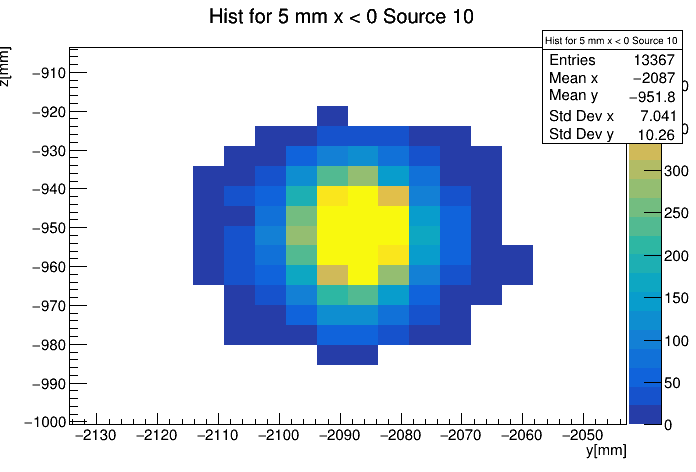 Hist for 5 mm x < 0 Source 10
z[mm]
Hist for 5 mm x < 0 Source 10
Entries 13367
Mean x −2087
Mean y −951.8
Std Dev x 7.041
Std Dev y 10.26
−910
−920
−930
−940
−950
−960
−970
−980
−990
−1000
300
250
200
150
100
50
0
−2130 −2120 −2110 −2100 −2090 −2080 −2070 −2060 −2050
y[mm]